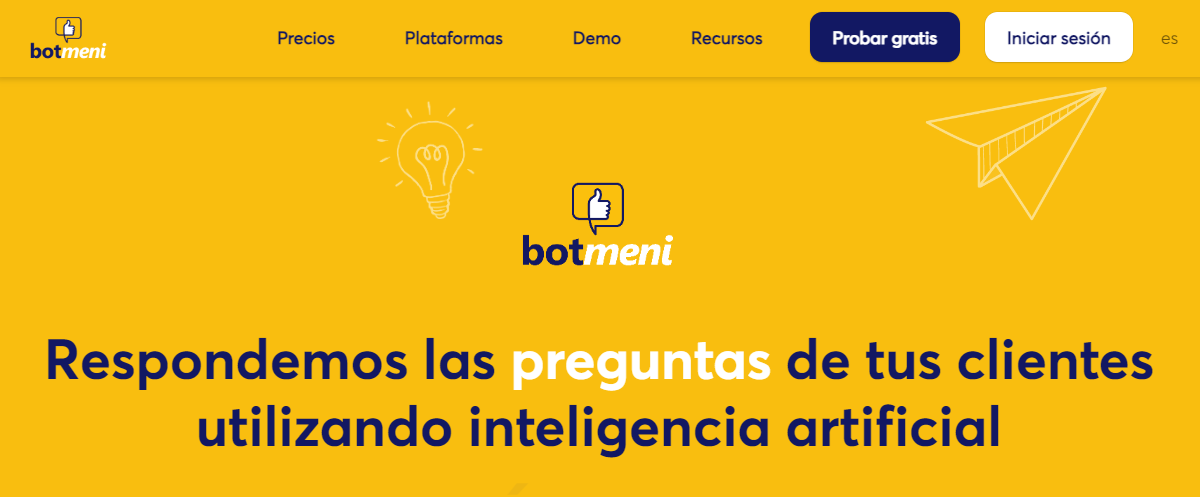 botmeni
Precios
Plataformas
Demo
Recursos
Probar gratis
Iniciar sesión
es
botmeni
Respondemos las preguntas de tus clientes
utilizando inteligencia artificial